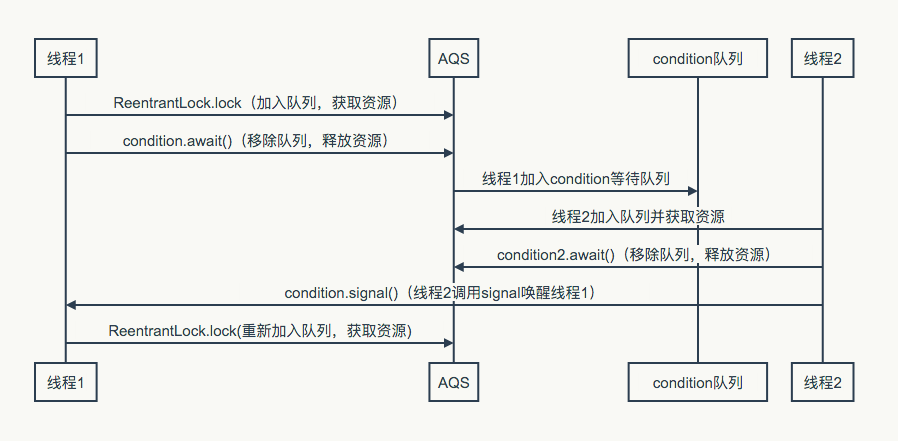 线程1
AQS
condition队列
线程2
ReentrantLock.lock（加入队列，获取资源）
condition.await()（移除队列，释放资源）
线程1加入condition等待队列
线程2加入队列并获取资源
condition2.await()（移除队列，释放资源）
condition.signal()（线程2调用signal唤醒线程1）
ReentrantLock.lock(重新加入队列，获取资源)
线程1
AQS
condition队列
线程2